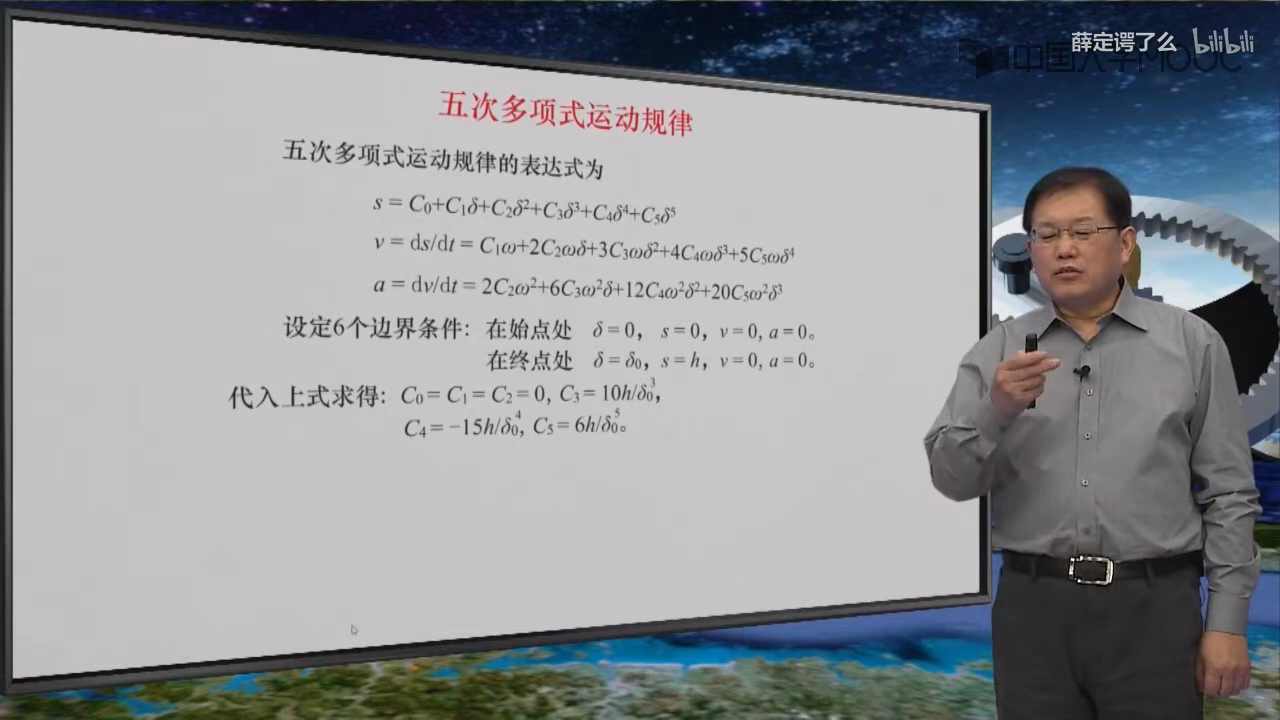 薛定谔了么 bilibili
中国大学MOOC
五次多项式运动规律
五次多项式运动规律的表达式为
s = C₀+C₁δ+C₂δ²+C₃δ³+C₄δ⁴+C₅δ⁵
v = ds/dt = C₁ω+2C₂ωδ+3C₃ωδ²+4C₄ωδ³+5C₅ωδ⁴
a = dv/dt = 2C₂ω²+6C₃ω²δ+12C₄ω²δ²+20C₅ω²δ³
设定6个边界条件：在始点处 δ=0， s=0，v=0, a=0。
在终点处 δ=δ₀，s=h，v=0, a=0。
代入上式求得：C₀=C₁=C₂=0, C₃=10h/δ₀³,
C₄=−15h/δ₀⁴, C₅=6h/δ₀⁵。